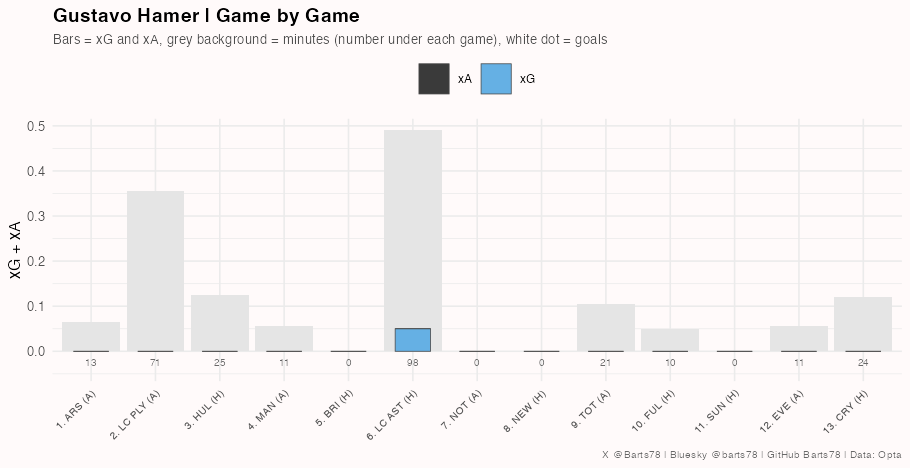 Gustavo Hamer | Game by Game
Bars = xG and xA, grey background = minutes (number under each game), white dot = goals
xA xG
xG + xA
0.5
0.4
0.3
0.2
0.1
0.0
13 71 25 11 0 98 0 0 21 10 0 11 24
1. ARS (A)
2. LC PLY (A)
3. HUL (H)
4. MAN (A)
5. BRI (H)
6. LC AST (H)
7. NOT (A)
8. NEW (H)
9. TOT (A)
10. FUL (H)
11. SUN (H)
12. EVE (A)
13. CRY (H)
X @Barts78 | Bluesky @barts78 | GitHub Barts78 | Data: Opta